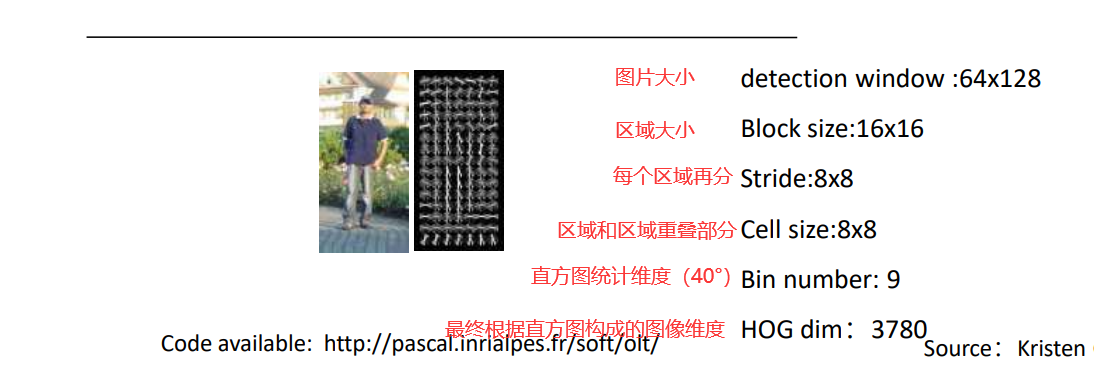 图片大小 detection window :64x128
区域大小 Block size:16x16
每个区域再分 Stride:8x8
区域和区域重叠部分 Cell size:8x8
直方图统计维度（40°） Bin number: 9
最终根据直方图构成的图像维度 HOG dim：3780
Code available: http://pascal.inrialpes.fr/soft/olt/
Source：Kristen